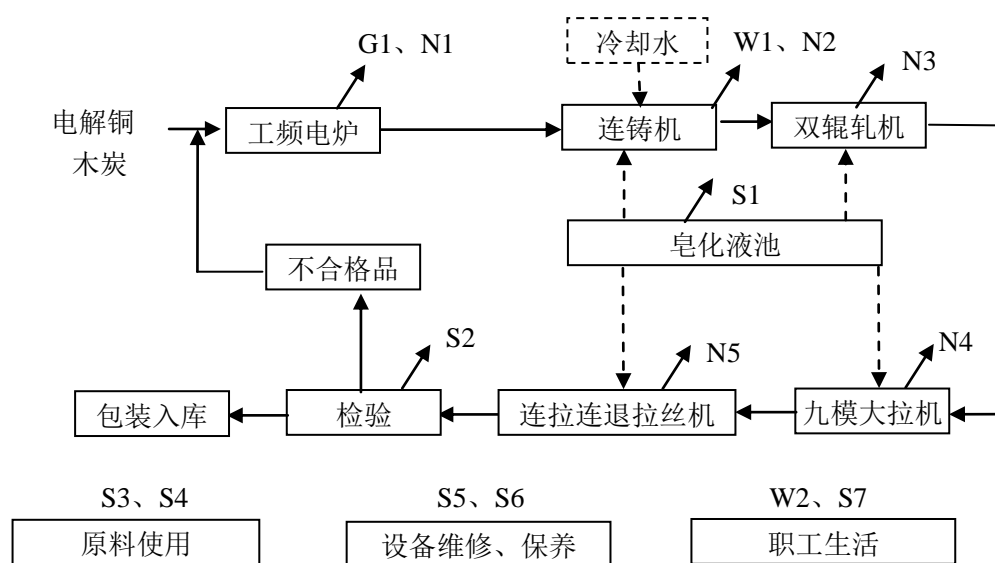 G1、N1
冷却水
W1、N2
N3
电解铜
木炭
工频电炉
连铸机
双辊轧机
S1
皂化液池
不合格品
S2
N5
N4
包装入库
检验
连拉连退拉丝机
九模大拉机
S3、S4
S5、S6
W2、S7
原料使用
设备维修、保养
职工生活